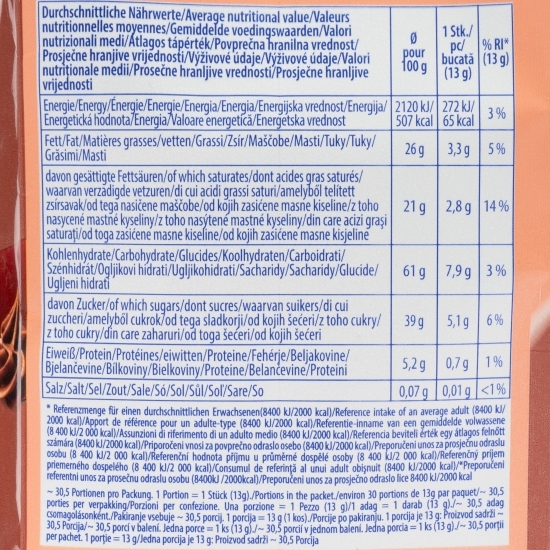 Durchschnittliche Nährwerte/Average nutritional value/Valeurs
nutritionnelles moyennes/Gemiddelde voedingswaarden/Valori
nutrizionali medi/Átlagos tápérték/Povprečna hranilna vrednost/
Prosječne hranljive vrijednosti/Výživové údaje/Výživové údaje/Valori
nutriționale medii/Prosečne hranljive vrednosti/Prosječne hranljive
vrijednosti
Ø
pour
100 g
1 Stk./
pc/
bucată
(13 g)
% RI*
(13 g)
Energie/Energy/Énergie/Energie/Energia/Energia/Energijska vrednost/Energija/
Energetická hodnota/Energia/Valoare energetică/Energetska vrednost
2120 kJ/
507 kcal
272 kJ/
65 kcal
3 %
Fett/Fat/Matières grasses/vetten/Grassi/Zsír/Maščobe/Masti/Tuky/Tuky/
Grăsimi/Masti
26 g
3,3 g
5 %
davon gesättigte Fettsäuren/of which saturates/dont acides gras saturés/
waarvan verzadigde vetzuren/di cui acidi grassi saturi/amelyből telített
zsírsavak/od tega nasičene maščobe/od kojih zasićene masne kiseline/z toho
nasycené mastné kyseliny/z toho nasýtené mastné kyseliny/din care acizi grași
saturați/od toga zasićene masne kiseline/od kojih zasićene masne kisjeline
21 g
2,8 g
14 %
Kohlenhydrate/Carbohydrate/Glucides/Koolhydraten/Carboidrati/
Szénhidrát/Ogljikovi hidrati/Ugljikohidrati/Sacharidy/Sacharidy/Glucide/
Ugljeni hidrati
61 g
7,9 g
3 %
davon Zucker/of which sugars/dont sucres/waarvan suikers/di cui
zuccheri/amelyből cukrok/od tega sladkorji/od kojih šećeri/z toho cukry/
z toho cukry/din care zaharuri/od toga šećeri/od kojih šećeri
39 g
5,1 g
6 %
Eiweiß/Protein/Protéines/eiwitten/Proteine/Fehérje/Beljakovine/
Bjelančevine/Bílkoviny/Bielkoviny/Proteine/Belančevine/Proteini
5,2 g
0,7 g
1 %
Salz/Salt/Sel/Zout/Sale/Só/Sol/Sůl/Soľ/Sare/So
0,07 g
0,01 g
<1%
* Referenzmenge für einen durchschnittlichen Erwachsenen(8400 kJ/2000 kcal)/Reference intake of an average adult (8400 kJ/
2000 kcal)/Apport de référence pour un adulte-type (8400 kJ/2000 kcal)/Referentie-inname van een gemiddelde volwassene
(8 400 kJ/2 000 kcal)/Assunzioni di riferimento di un adulto medio (8400 kJ/2000 kcal)/Referencia beviteli érték egy átlagos felnőtt
számára (8400 kJ/2000 kcal)/Priporočeni vnosi za povprečno odraslo osebo (8400 kJ/2000 kcal)/Preporučeni unos za prosječnu odraslu
osobu (8 400 kJ/2 000 kcal)/Referenční hodnota příjmu u průměrné dospělé osoby (8 400 kJ/2 000 kcal)/Referenčný príjem
priemerného dospelého (8 400 kJ/2 000 kcal)/Consumul de referință al unui adult obișnuit (8400 kJ/2000 kcal)/*Preporučeni
referentni unos za prosečnu odraslu osobu (8400kJ /2000kcal)/Preporučeni unos za prosječno odraslo lice 8400 kJ/2000 kcal
~ 30,5 Portionen pro Packung. 1 Portion = 1 Stück (13g)./Portions in the packet./environ 30 portions de 13g par paquet/~ 30,5
porties per verpakking/Porzioni per confezione. Una porzione = 1 Pezzo (13 g)/1 adag = 1 darab (13 g)./~ 30,5 adag
csomagolásonként./Pakiranje vsebuje ~ 30,5 porcij. 1 porcija = 13 g (1 kos) ./Porcije po pakiranju. 1 porcija je 13 g: Proizvod sadrži ~
30,5 Porcija/~ 30,5 porcí v balení. Jedna porce = 1 ks (13 g)./~ 30,5 porcií v jednom balení. Jedna porcia = 1 ks (13 g)./~ 30,5 porții
per pachet. 1 porție = 13 g/Jedna porcija je 13 g: Proizvod sadrži ~ 30,5 Porcija